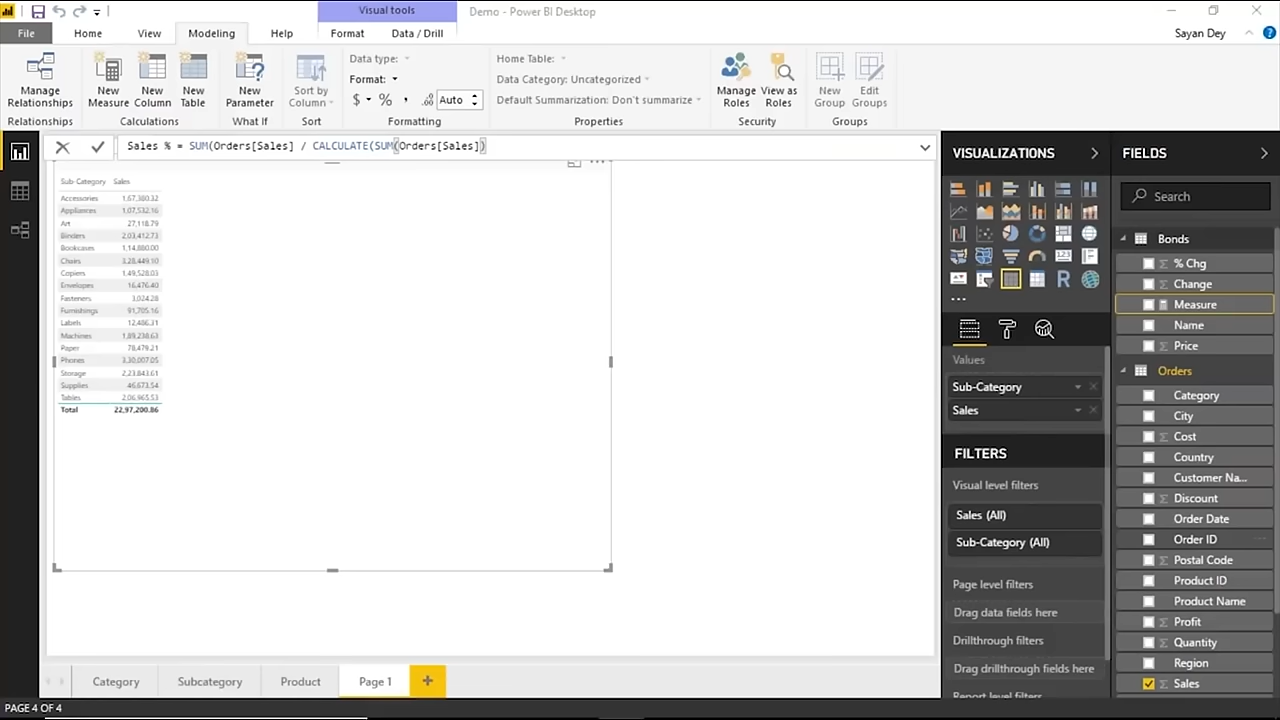 Visual tools
Demo - Power BI Desktop
File Home View Modeling Help Format Data / Drill
Sayan Dey
Manage Relationships
New Measure
New Column
New Table
New Parameter
Sort by Column
Data type:
Format:
$ % , .00 Auto
Home Table:
Data Category: Uncategorized
Default Summarization: Don't summarize
Manage Roles
View as Roles
New Group
Edit Groups
Relationships Calculations What If Sort Formatting Properties Security Groups
Sales % = SUM(Orders[Sales] / CALCULATE(SUM(Orders[Sales])
Sub-Category Sales
Accessories 1,67,380.32
Appliances 1,07,532.16
Art 27,118.79
Binders 2,03,412.73
Bookcases 1,14,880.00
Chairs 3,28,449.10
Copiers 1,49,528.03
Envelopes 16,476.40
Fasteners 3,024.28
Furnishings 91,705.16
Labels 12,486.31
Machines 1,89,238.63
Paper 78,479.21
Phones 3,30,007.05
Storage 2,23,843.61
Supplies 46,673.54
Tables 2,06,965.53
Total 22,97,200.86
VISUALIZATIONS
123
R
Values
Sub-Category
Sales
FILTERS
Visual level filters
Sales (All)
Sub-Category (All)
Page level filters
Drag data fields here
Drillthrough filters
Drag drillthrough fields here
Report level filters
FIELDS
Search
Bonds
% Chg
Change
Measure
Name
Price
Orders
Category
City
Cost
Country
Customer Na...
Discount
Order Date
Order ID
Postal Code
Product ID
Product Name
Profit
Quantity
Region
Sales
Category Subcategory Product Page 1 +
PAGE 4 OF 4